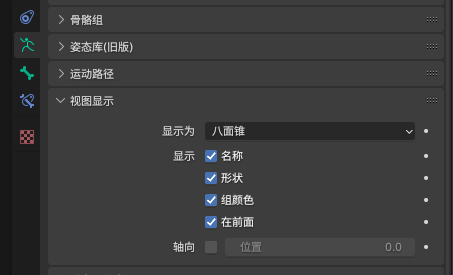 骨骼组
姿态库(旧版)
运动路径
视图显示
显示为 八面锥
显示 名称
形状
组颜色
在前面
轴向 位置 0.0